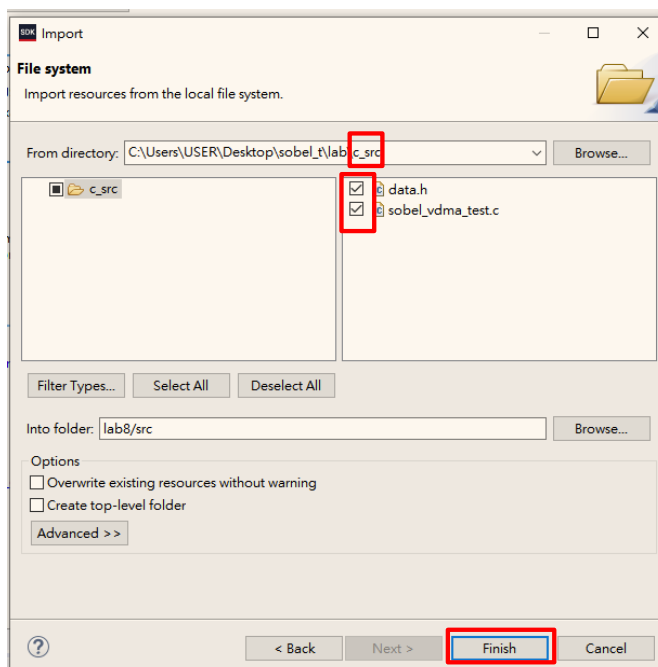 SDK Import
File system
Import resources from the local file system.
From directory: C:\Users\USER\Desktop\sobel_t\lab\c_src Browse...
c_src
data.h
sobel_vdma_test.c
Filter Types... Select All Deselect All
Into folder: lab8/src Browse...
Options
Overwrite existing resources without warning
Create top-level folder
Advanced >>
< Back Next > Finish Cancel